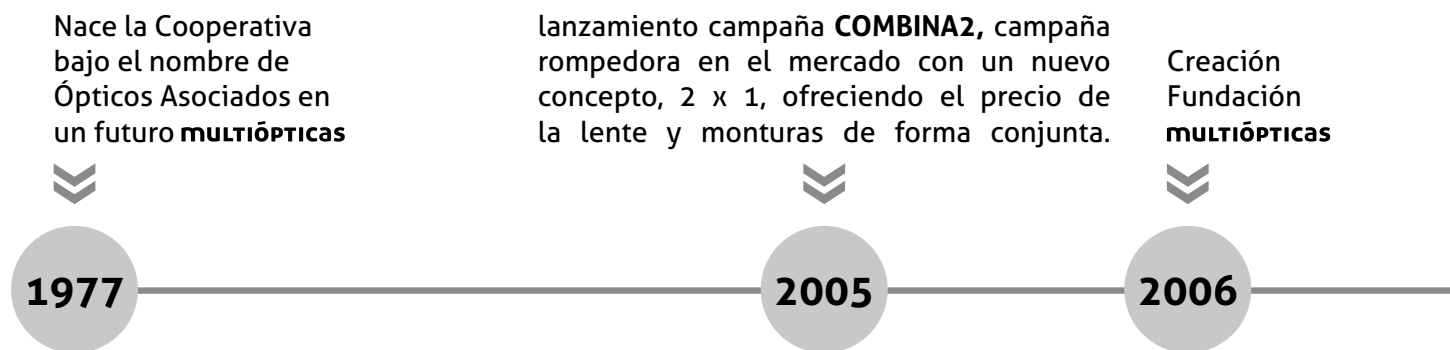 Nace la Cooperativa
bajo el nombre de
Ópticos Asociados en
un futuro mULTIÓPTICas
lanzamiento campaña COMBINA2, campaña
rompedora en el mercado con un nuevo
concepto, 2 x 1, ofreciendo el precio de
la lente y monturas de forma conjunta.
Creación
Fundación
mULTIÓPTICas
1977
2005
2006